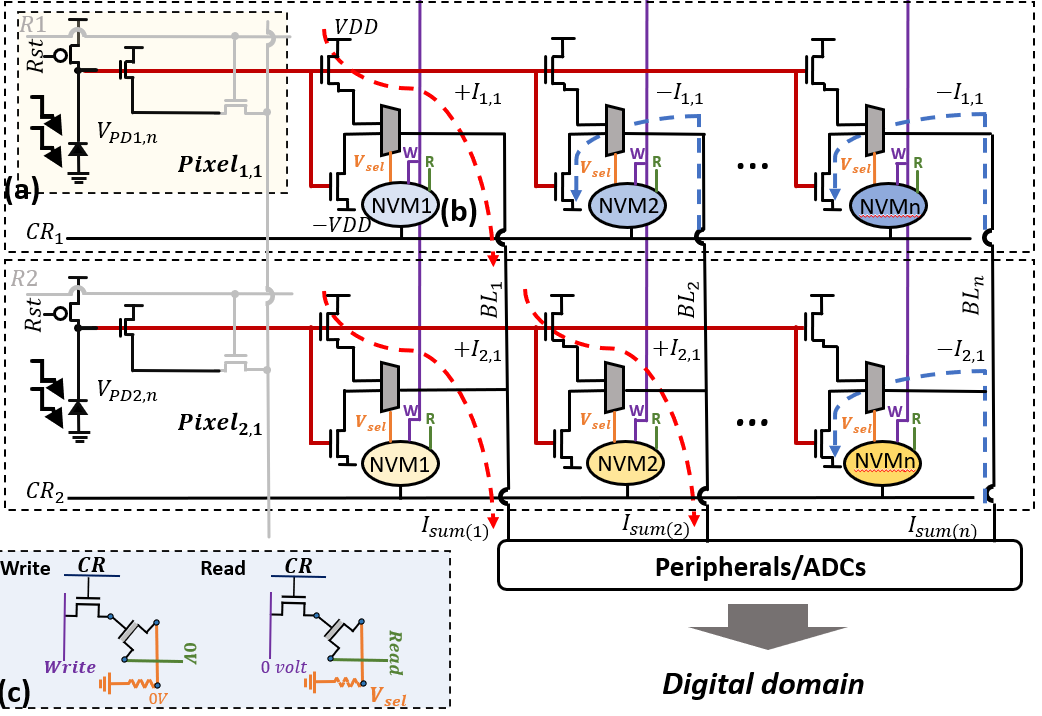 R1
VDD
Rst
+I1,1
−I1,1
−I1,1
VPD1,n
Vsel
W
R
Vsel
W
R
...
Vsel
W
R
Pixel1,1
(a)
NVM1
(b)
NVM2
NVMn
−VDD
CR1
R2
BL1
BL2
BLn
Rst
+I2,1
+I2,1
−I2,1
VPD2,n
Vsel
W
R
Vsel
W
R
...
Vsel
W
R
Pixel2,1
NVM1
NVM2
NVMn
CR2
Isum(1)
Isum(2)
Isum(n)
Write
CR
Read
CR
Peripherals/ADCs
Write
0V
0V
0 volt
Read
Vsel
(c)
Digital domain